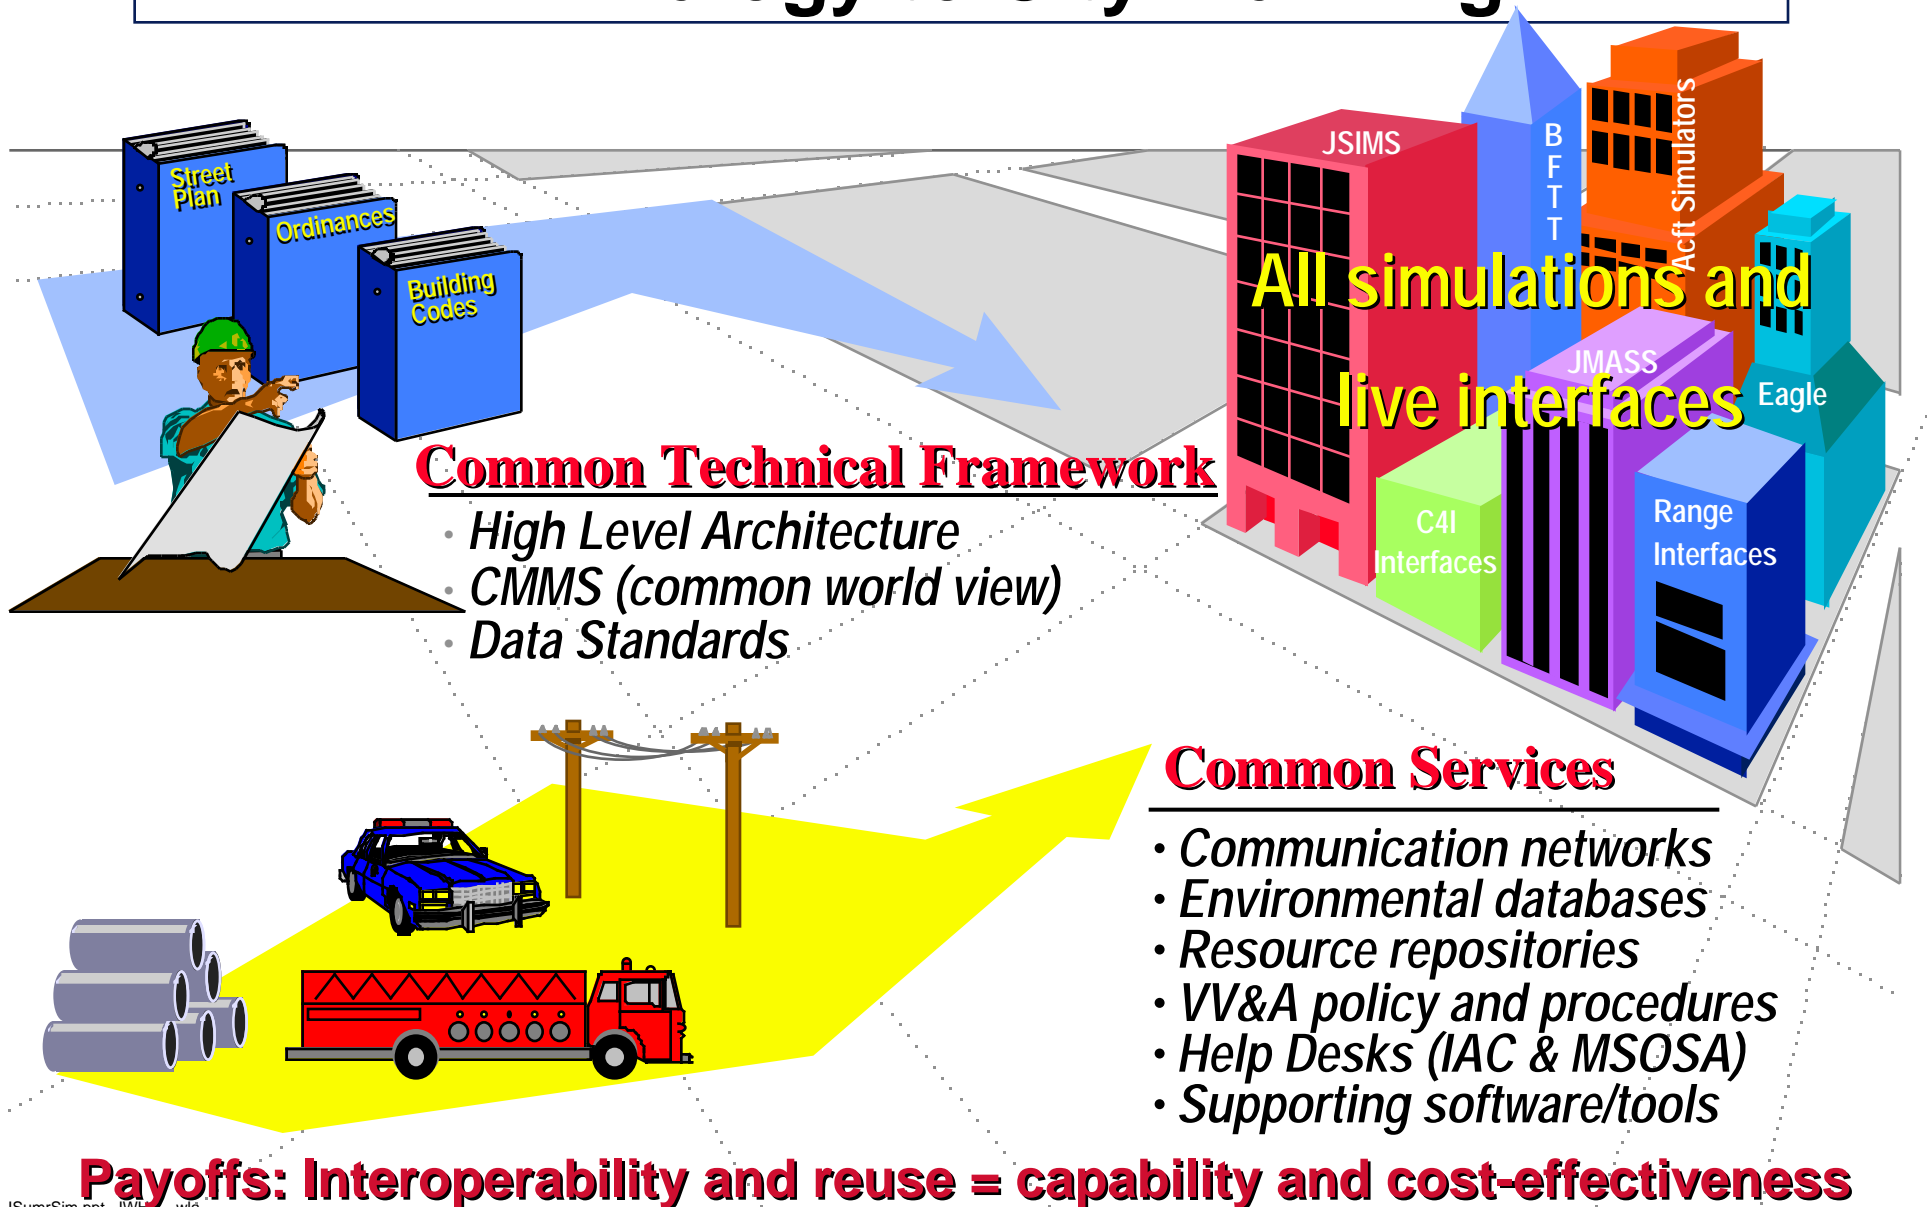 to City
Street
Plan
Ordinances
Building
Codes
JSIMS
BFTT
Acft Simulators
All simulations and
live interfaces
JMASS
Eagle
C4I
Interfaces
Range
Interfaces
Common Technical Framework
• High Level Architecture
• CMMS (common world view)
• Data Standards
Common Services
• Communication networks
• Environmental databases
• Resource repositories
• VV&A policy and procedures
• Help Desks (IAC & MSOSA)
• Supporting software/tools
Payoffs: Interoperability and reuse = capability and cost-effectiveness